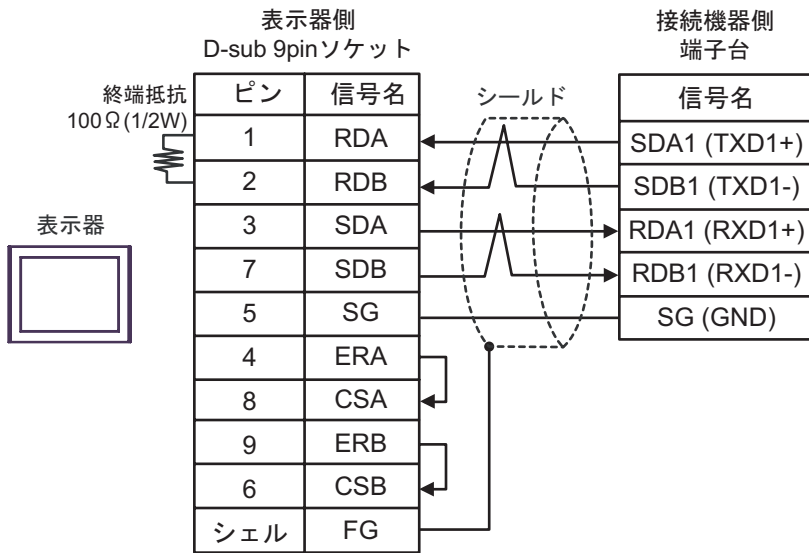 表示器側
D-sub 9pinソケット
接続機器側
端子台
終端抵抗
100Ω(1/2W)
シールド
表示器
ピン 信号名
1 RDA
2 RDB
3 SDA
7 SDB
5 SG
4 ERA
8 CSA
9 ERB
6 CSB
シェル FG
信号名
SDA1 (TXD1+)
SDB1 (TXD1-)
RDA1 (RXD1+)
RDB1 (RXD1-)
SG (GND)